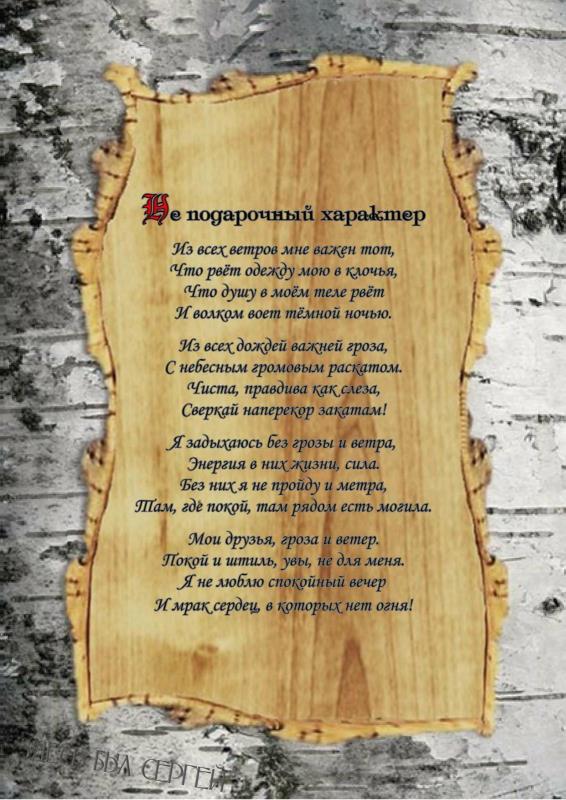 Не подарочный характер
Из всех ветров мне важен тот,
Что рвёт одежду мою в клочья,
Что душу в моём теле рвёт
И волком воет тёмной ночью.
Из всех дождей важней гроза,
С небесным громовым раскатом.
Чиста, правдива как слеза,
Сверкай наперекор закатам!
Я задыхаюсь без грозы и ветра,
Энергия в них жизни, сила.
Без них я не пройду и метра,
Там, где покой, там рядом есть могила.
Мои друзья, гроза и ветер.
Покой и штиль, увы, не для меня.
Я не люблю спокойный вечер
И мрак сердец, в которых нет огня!
БЫЛ СЕРГЕЙ